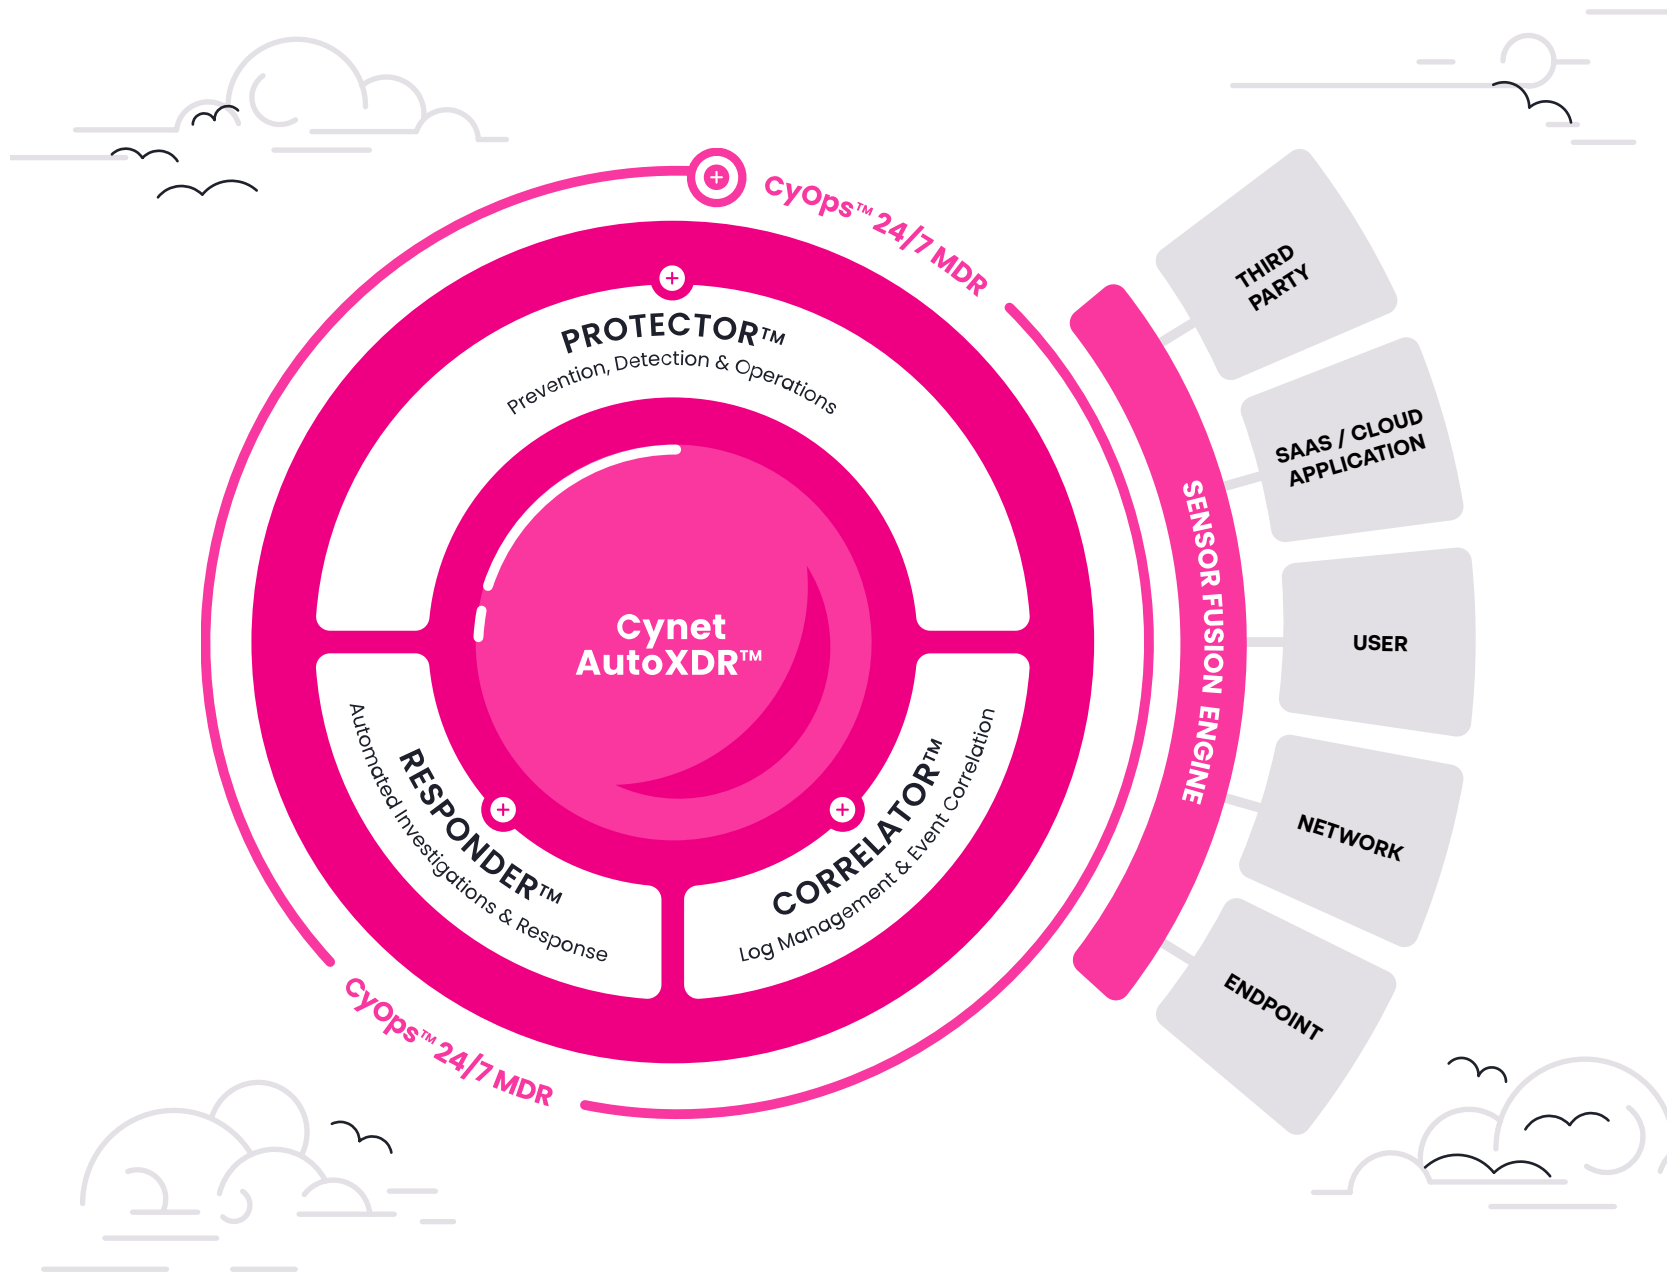 CyOps™ 24/7 MDR
PROTECTOR™
Prevention, Detection & Operations
Cynet
AutoXDR™
RESPONDER™
Automated Investigations & Response
CORRELATOR™
Log Management & Event Correlation
CyOps™ 24/7 MDR
SENSOR FUSION ENGINE
THIRD
PARTY
SAAS / CLOUD
APPLICATION
USER
NETWORK
ENDPOINT